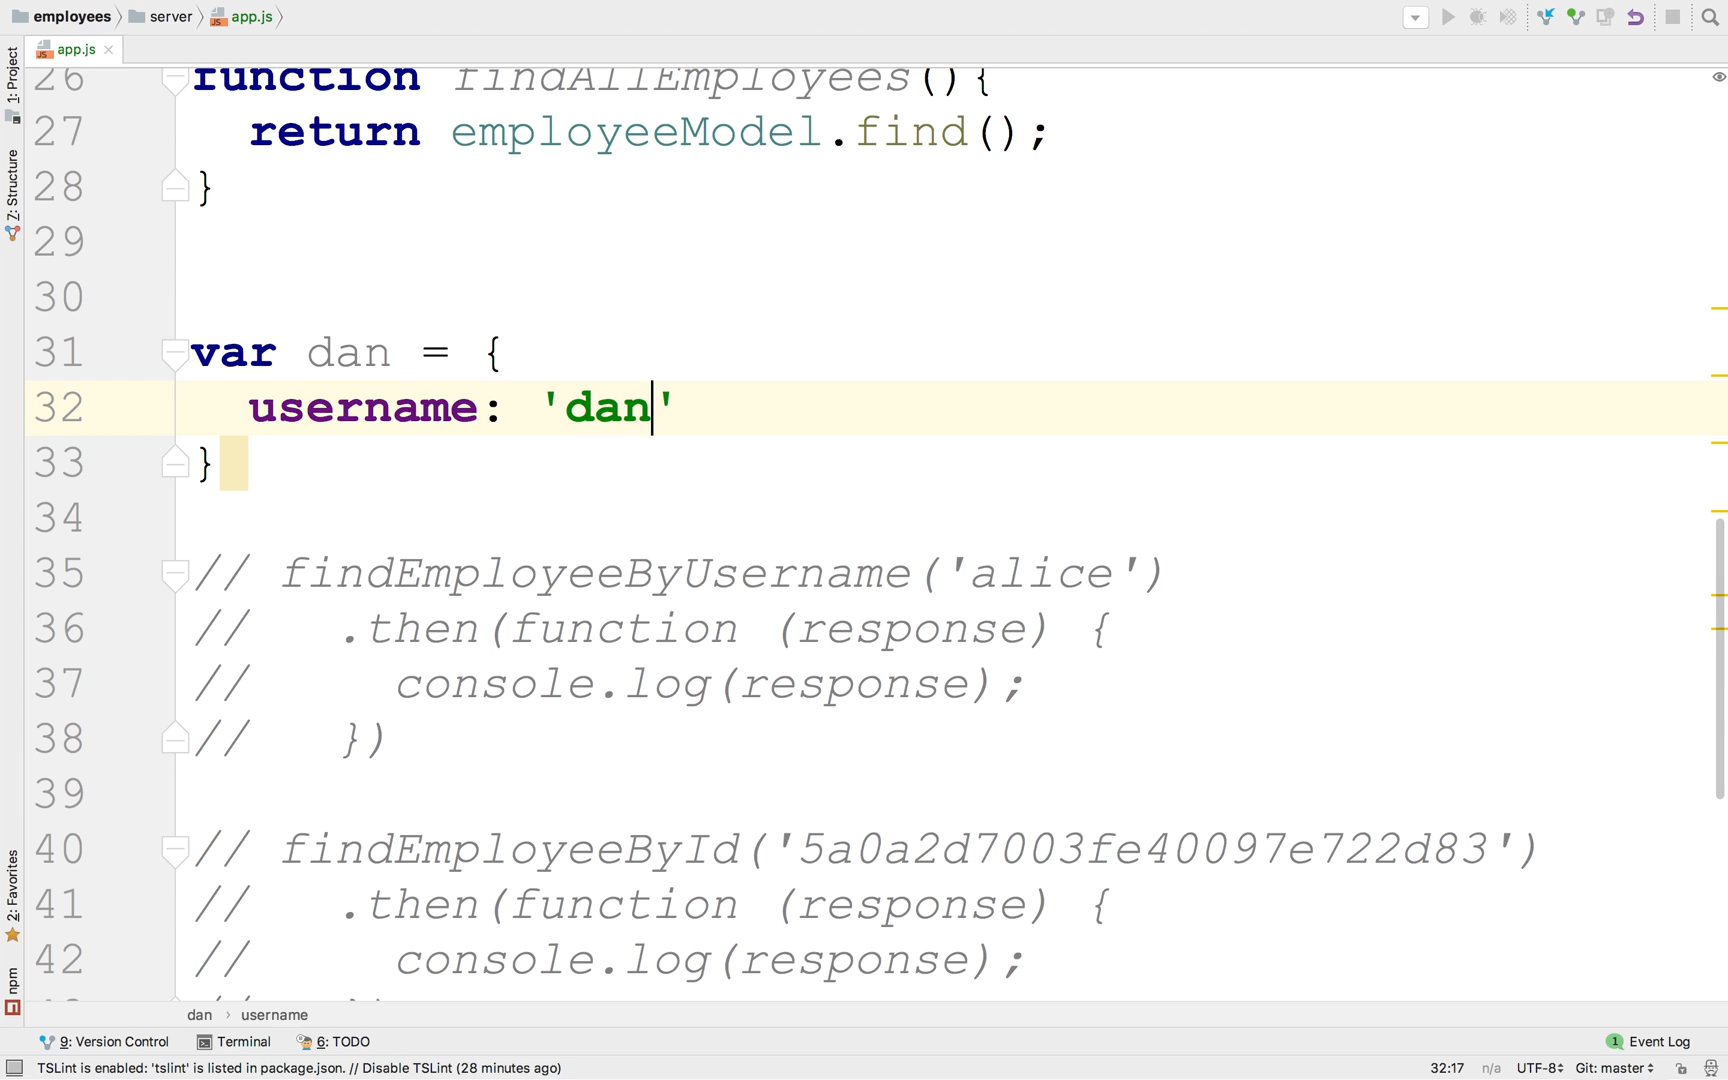 employees server app.js
app.js
1: Project
7: Structure
2: Favorites
npm
26 function findAllEmployees(){
27 return employeeModel.find();
28 }
29
30
31 var dan = {
32 username: 'dan'
33 }
34
35 // findEmployeeByUsername('alice')
36 // .then(function (response) {
37 // console.log(response);
38 // })
39
40 // findEmployeeById('5a0a2d7003fe40097e722d83')
41 // .then(function (response) {
42 // console.log(response);
dan › username
9: Version Control Terminal 6: TODO 1 Event Log
TSLint is enabled: 'tslint' is listed in package.json. // Disable TSLint (28 minutes ago) 32:17 n/a UTF-8 Git: master